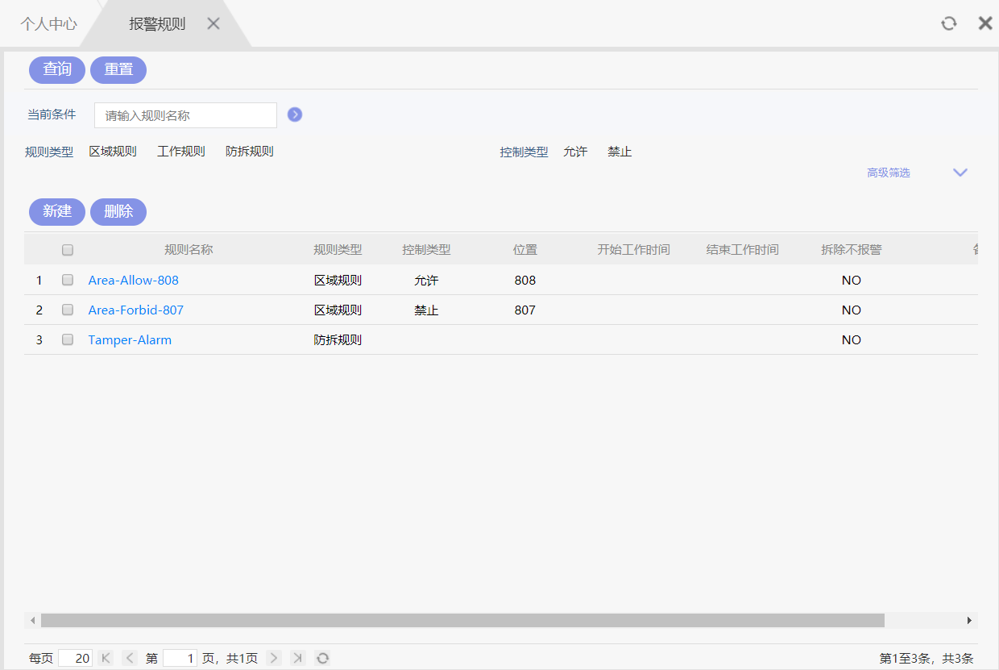 个人中心 报警规则
查询 重置
当前条件 请输入规则名称
规则类型 区域规则 工作规则 防拆规则 控制类型 允许 禁止
高级筛选
新建 删除
规则名称 规则类型 控制类型 位置 开始工作时间 结束工作时间 拆除不报警
1 Area-Allow-808 区域规则 允许 808 NO
2 Area-Forbid-807 区域规则 禁止 807 NO
3 Tamper-Alarm 防拆规则 NO
每页 20 第 1 页，共1页 第1至3条，共3条